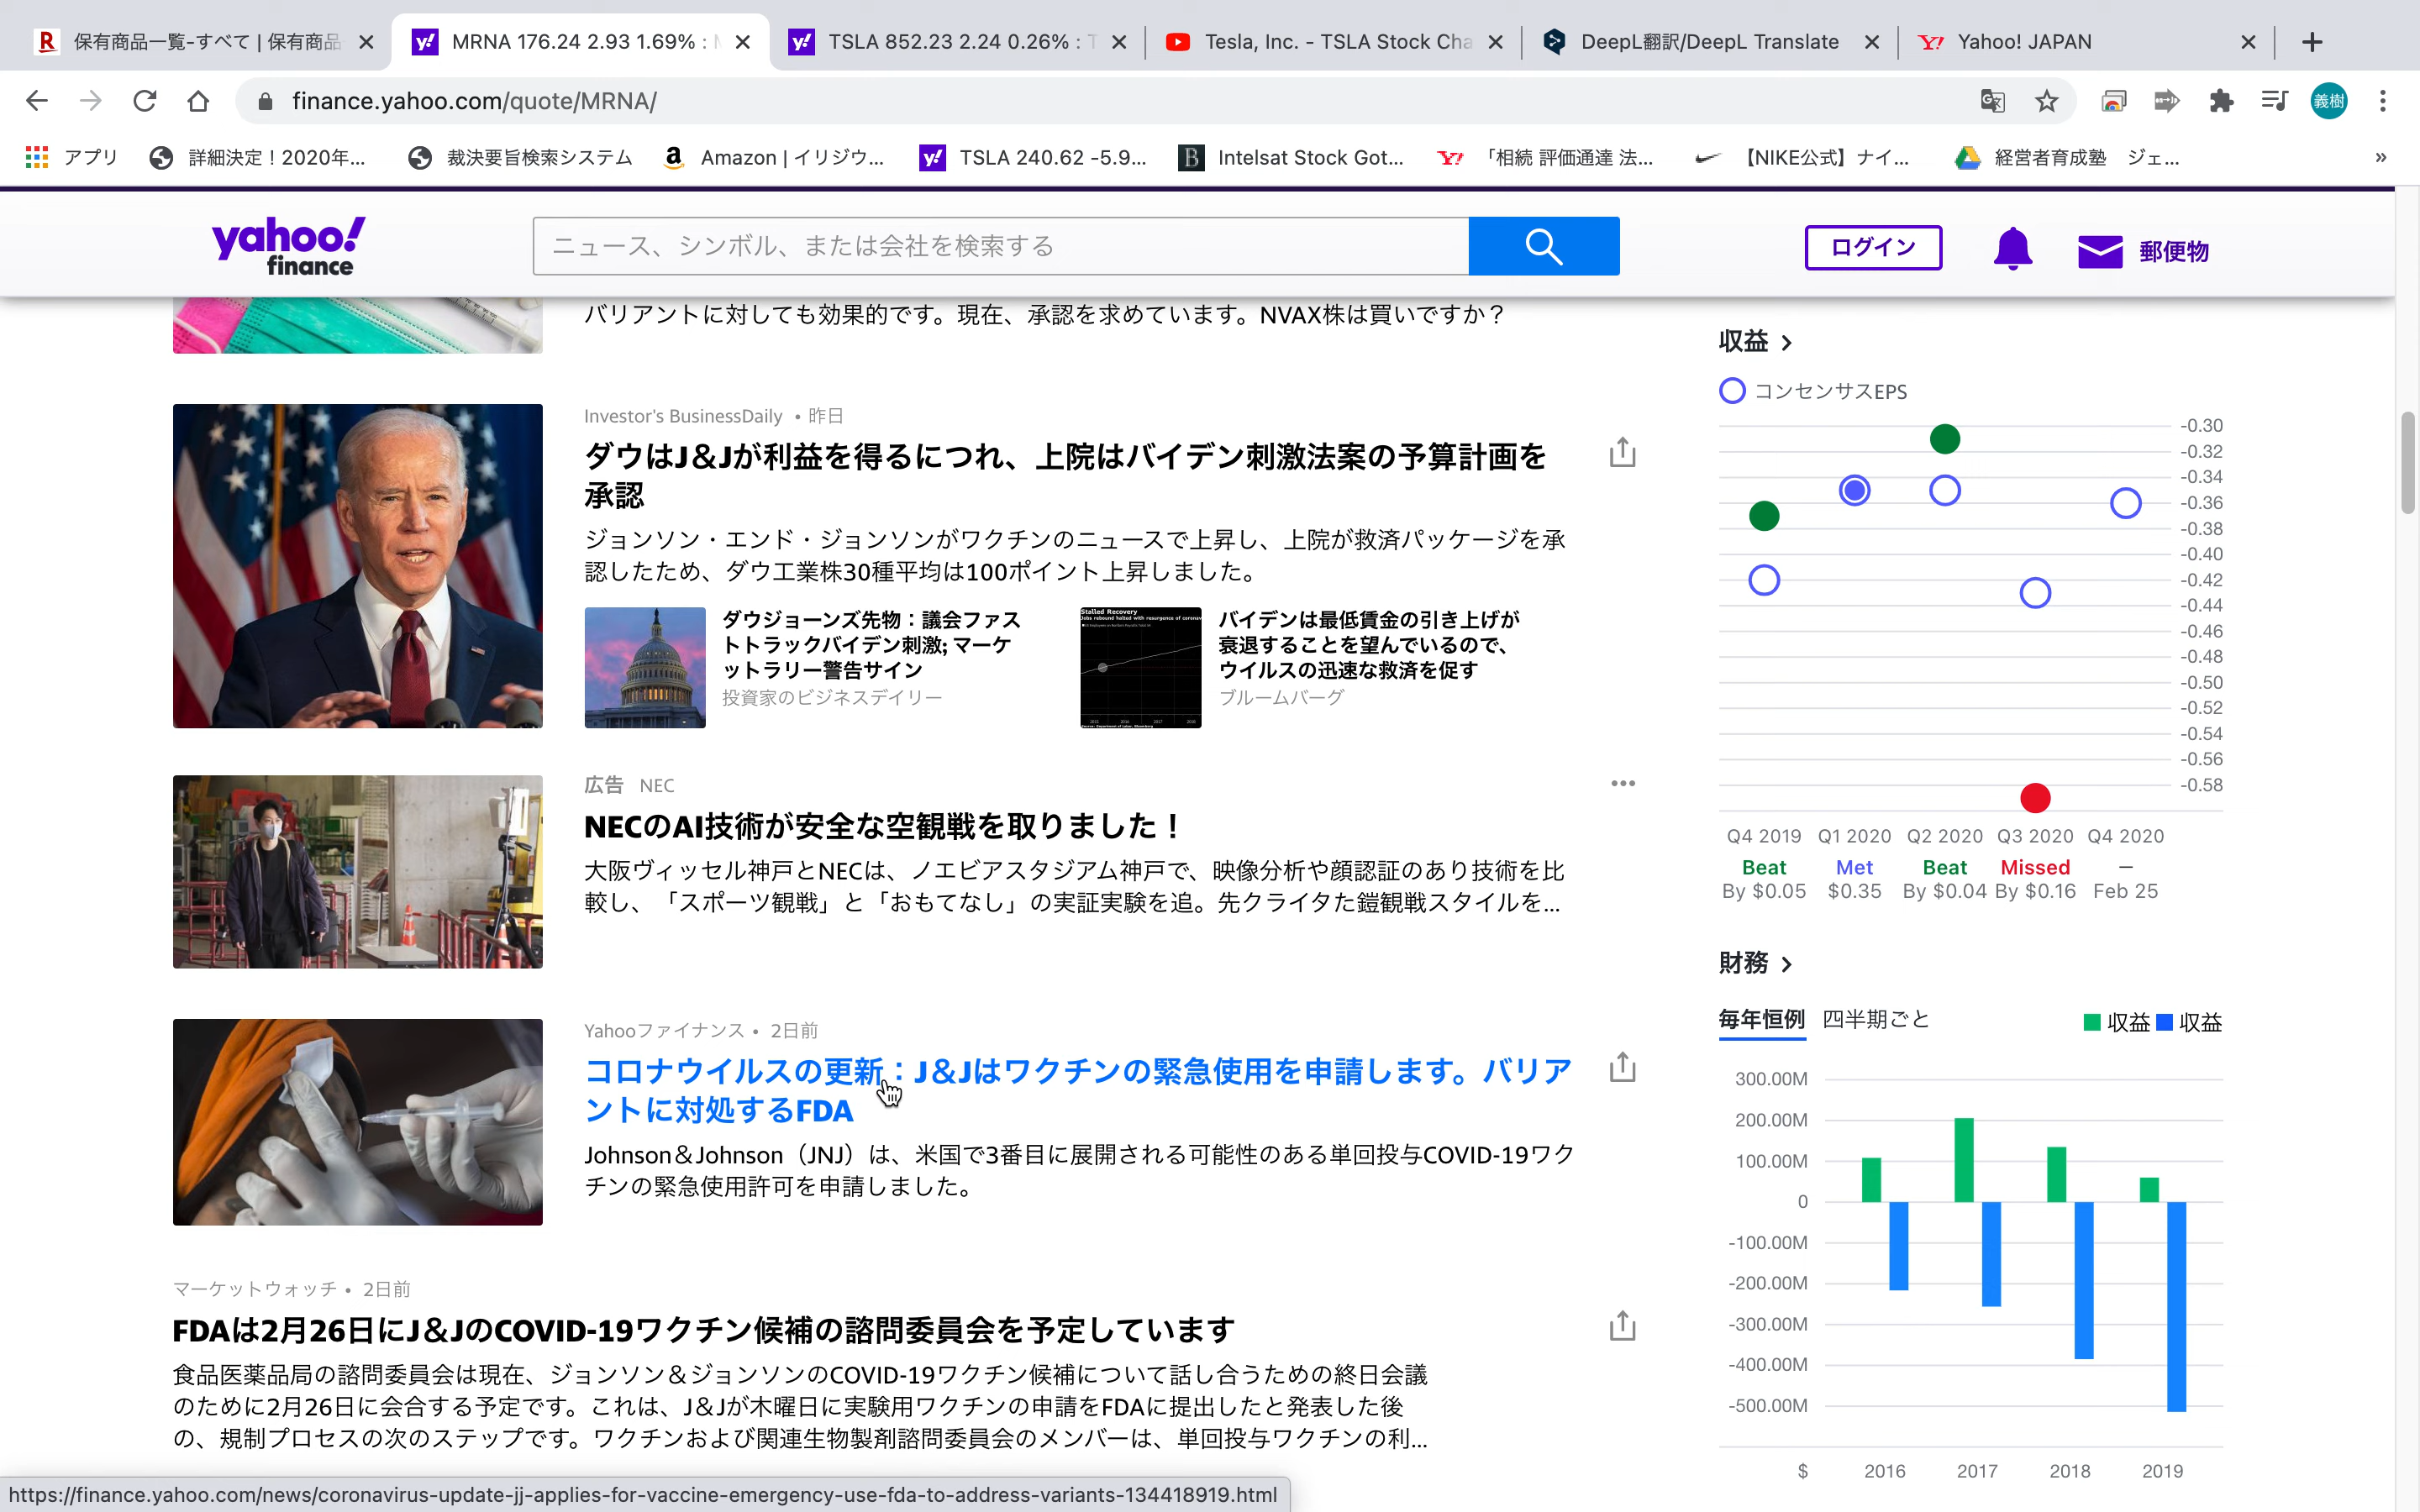 保有商品一覧-すべて | 保有商品
MRNA 176.24 2.93 1.69% :
TSLA 852.23 2.24 0.26% :
Tesla, Inc. - TSLA Stock Cha
DeepL翻訳/DeepL Translate
Yahoo! JAPAN
finance.yahoo.com/quote/MRNA/
義樹
アプリ
詳細決定！2020年...
裁決要旨検索システム
Amazon | イリジウ...
TSLA 240.62 -5.9...
Intelsat Stock Got...
「相続 評価通達 法...
【NIKE公式】ナイ...
経営者育成塾 ジェ...
»
yahoo!
finance
ニュース、シンボル、または会社を検索する
ログイン
郵便物
バリアントに対しても効果的です。現在、承認を求めています。NVAX株は買いですか？
Investor's BusinessDaily • 昨日
ダウはJ＆Jが利益を得るにつれ、上院はバイデン刺激法案の予算計画を
承認
ジョンソン・エンド・ジョンソンがワクチンのニュースで上昇し、上院が救済パッケージを承
認したため、ダウ工業株30種平均は100ポイント上昇しました。
ダウジョーンズ先物：議会ファス
トトラックバイデン刺激; マーケ
ットラリー警告サイン
投資家のビジネスデイリー
Stalled Recovery
バイデンは最低賃金の引き上げが
衰退することを望んでいるので、
ウイルスの迅速な救済を促す
ブルームバーグ
広告 NEC
NECのAI技術が安全な空観戦を取りました！
大阪ヴィッセル神戸とNECは、ノエビアスタジアム神戸で、映像分析や顔認証のあり技術を比
較し、「スポーツ観戦」と「おもてなし」の実証実験を追。先クライタた鎧観戦スタイルを...
Yahooファイナンス • 2日前
コロナウイルスの更新：J＆Jはワクチンの緊急使用を申請します。バリア
ントに対処するFDA
Johnson＆Johnson（JNJ）は、米国で3番目に展開される可能性のある単回投与COVID-19ワク
チンの緊急使用許可を申請しました。
マーケットウォッチ • 2日前
FDAは2月26日にJ＆JのCOVID-19ワクチン候補の諮問委員会を予定しています
食品医薬品局の諮問委員会は現在、ジョンソン＆ジョンソンのCOVID-19ワクチン候補について話し合うための終日会議
のために2月26日に会合する予定です。これは、J＆Jが木曜日に実験用ワクチンの申請をFDAに提出したと発表した後
の、規制プロセスの次のステップです。ワクチンおよび関連生物製剤諮問委員会のメンバーは、単回投与ワクチンの利...
収益
コンセンサスEPS
-0.30
-0.32
-0.34
-0.36
-0.38
-0.40
-0.42
-0.44
-0.46
-0.48
-0.50
-0.52
-0.54
-0.56
-0.58
Q4 2019 Q1 2020 Q2 2020 Q3 2020 Q4 2020
Beat Met Beat Missed –
By $0.05 $0.35 By $0.04 By $0.16 Feb 25
財務
毎年恒例 四半期ごと 収益 収益
300.00M
200.00M
100.00M
0
-100.00M
-200.00M
-300.00M
-400.00M
-500.00M
$ 2016 2017 2018 2019
https://finance.yahoo.com/news/coronavirus-update-jj-applies-for-vaccine-emergency-use-fda-to-address-variants-134418919.html